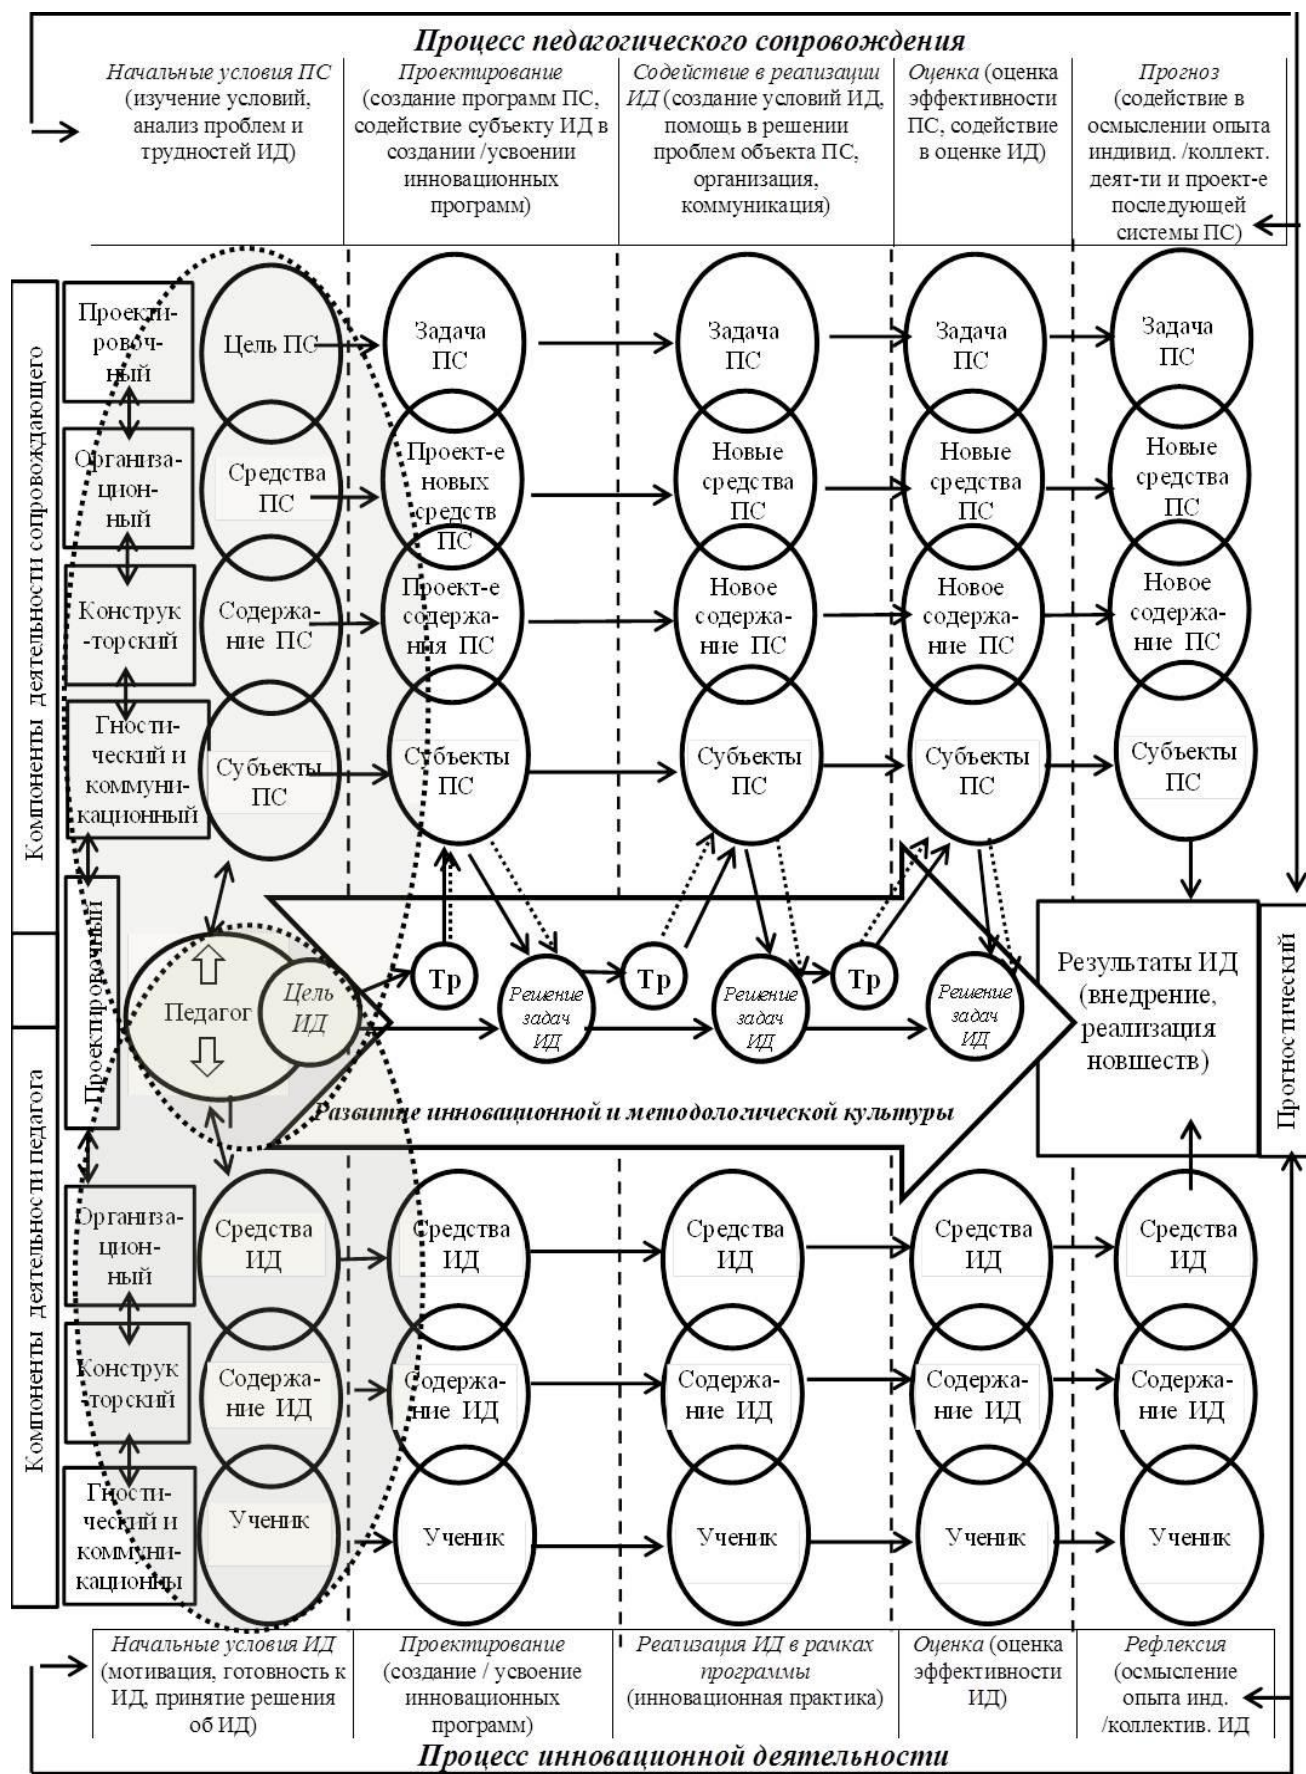 Процесс педагогического сопровождения
Начальные условия ПС
(изучение условий,
анализ проблем и
трудностей ИД)
Проектирование
(создание программ ПС,
содействие субъекту ИД в
создании /усвоении
инновационных
программ)
Содействие в реализации
ИД (создание условий ИД,
помощь в решении
проблем объекта ПС,
организация,
коммуникация)
Оценка (оценка
эффективности
ПС, содействие
в оценке ИД)
Прогноз
(содействие в
осмыслении опыта
индивид. /коллект.
деят-ти и проект-е
последующей
системы ПС)
Компоненты деятельности сопровождающего
Проекти-
ровоч-
ный
Цель ПС
Задача
ПС
Задача
ПС
Задача
ПС
Задача
ПС
Организа-
цион-
ный
Средства
ПС
Проект-е
новых
средств
ПС
Новые
средства
ПС
Новые
средства
ПС
Новые
средства
ПС
Конструк
-торский
Содержа-
ние ПС
Проект-е
содержа-
ния ПС
Новое
содержа-
ние ПС
Новое
содержа-
ние ПС
Новое
содержа-
ние ПС
Гности-
ческий и
коммуни-
кационный
Субъекты
ПС
Субъекты
ПС
Субъекты
ПС
Субъекты
ПС
Субъекты
ПС
Проектировочный
Педагог
Цель
ИД
Тр
Решение
задач
ИД
Тр
Решение
задач
ИД
Тр
Решение
задач
ИД
Результаты ИД
(внедрение,
реализация
новшеств)
Прогностический
Развитие инновационной и методологической культуры
Компоненты деятельности педагога
Организа-
цион-
ный
Средства
ИД
Средства
ИД
Средства
ИД
Средства
ИД
Средства
ИД
Конструк
-торский
Содержа-
ние ИД
Содержа-
ние ИД
Содержа-
ние ИД
Содержа-
ние ИД
Содержа-
ние ИД
Гности-
ческий и
коммуни-
кационны
Ученик
Ученик
Ученик
Ученик
Ученик
Начальные условия ИД
(мотивация, готовность к
ИД, принятие решения
об ИД)
Проектирование
(создание / усвоение
инновационных
программ)
Реализация ИД в рамках
программы
(инновационная практика)
Оценка (оценка
эффективности
ИД)
Рефлексия
(осмысление
опыта инд.
/коллектив. ИД
Процесс инновационной деятельности